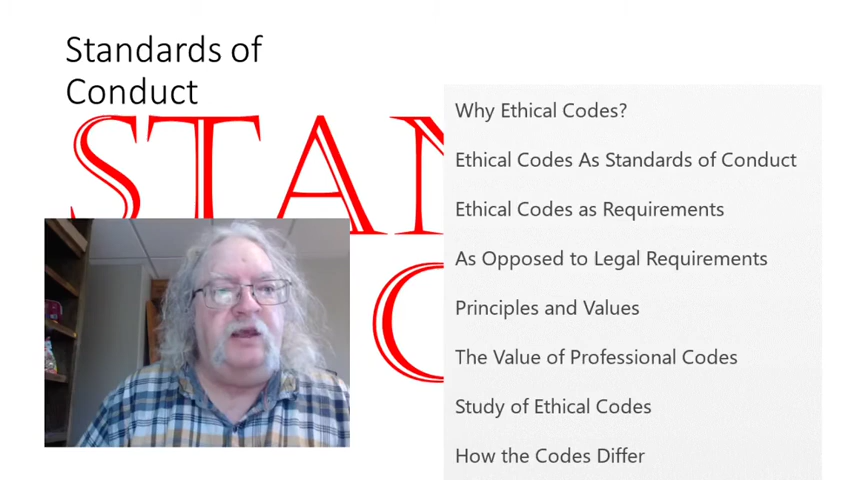 Standards of
Conduct
STAN
C
Why Ethical Codes?
Ethical Codes As Standards of Conduct
Ethical Codes as Requirements
As Opposed to Legal Requirements
Principles and Values
The Value of Professional Codes
Study of Ethical Codes
How the Codes Differ